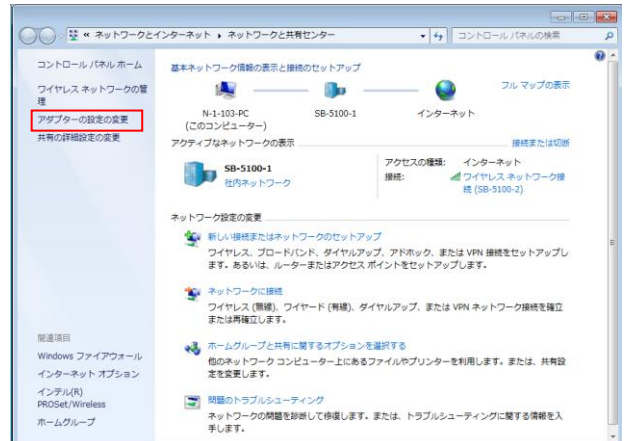 « ネットワークとインターネット ▸ ネットワークと共有センター
コントロール パネルの検索
コントロール パネル ホーム
ワイヤレス ネットワークの管
理
アダプターの設定の変更
共有の詳細設定の変更
基本ネットワーク情報の表示と接続のセットアップ
フル マップの表示
N-1-103-PC
(このコンピューター)
SB-5100-1
インターネット
アクティブなネットワークの表示
接続または切断
SB-5100-1
社内ネットワーク
アクセスの種類: インターネット
接続: ワイヤレス ネットワーク接
続 (SB-5100-2)
ネットワーク設定の変更
新しい接続またはネットワークのセットアップ
ワイヤレス、ブロードバンド、ダイヤルアップ、アドホック、または VPN 接続をセットアップし
ます。あるいは、ルーターまたはアクセス ポイントをセットアップします。
ネットワークに接続
ワイヤレス (無線)、ワイヤード (有線)、ダイヤルアップ、または VPN ネットワーク接続を確立
または再確立します。
ホームグループと共有に関するオプションを選択する
他のネットワーク コンピューター上にあるファイルやプリンターを利用します。または、共有設
定を変更します。
問題のトラブルシューティング
ネットワークの問題を診断して修復します。または、トラブルシューティングに関する情報を入
手します。
関連項目
Windows ファイアウォール
インターネット オプション
インテル(R)
PROSet/Wireless
ホームグループ